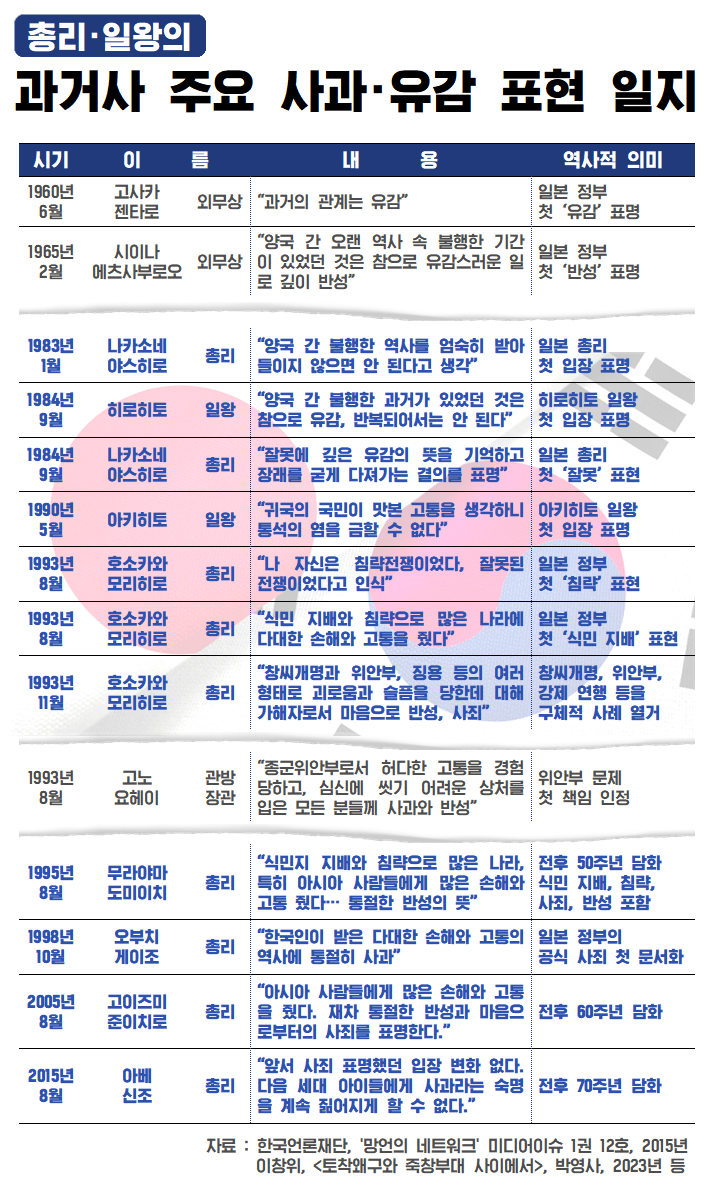 총리·일왕의
과거사 주요 사과·유감 표현 일지
시기 이 름 내 용 역사적 의미
1960년 6월 고사카 젠타로 외무상 “과거의 관계는 유감” 일본 정부 첫 ‘유감’ 표명
1965년 2월 시이나 에츠사부로오 외무상 “양국 간 오랜 역사 속 불행한 기간이 있었던 것은 참으로 유감스러운 일로 깊이 반성” 일본 정부 첫 ‘반성’ 표명
1983년 1월 나카소네 야스히로 총리 “양국 간 불행한 역사를 엄숙히 받아들이지 않으면 안 된다고 생각” 일본 총리 첫 입장 표명
1984년 9월 히로히토 일왕 “양국 간 불행한 과거가 있었던 것은 참으로 유감, 반복되어서는 안 된다” 히로히토 일왕 첫 입장 표명
1984년 9월 나카소네 야스히로 총리 “잘못에 깊은 유감의 뜻을 기억하고 장래를 굳게 다져가는 결의를 표명” 일본 총리 첫 ‘잘못’ 표현
1990년 5월 아키히토 일왕 “귀국의 국민이 맛본 고통을 생각하니 통석의 염을 금할 수 없다” 아키히토 일왕 첫 입장 표명
1993년 8월 호소카와 모리히로 총리 “나 자신은 침략전쟁이었다, 잘못된 전쟁이었다고 인식” 일본 정부 첫 ‘침략’ 표현
1993년 8월 호소카와 모리히로 총리 “식민 지배와 침략으로 많은 나라에 다대한 손해와 고통을 줬다” 일본 정부 첫 ‘식민 지배’ 표현
1993년 11월 호소카와 모리히로 총리 “창씨개명과 위안부, 징용 등의 여러 형태로 괴로움과 슬픔을 당한데 대해 가해자로서 마음으로 반성, 사죄” 창씨개명, 위안부, 강제 연행 등을 구체적 사례 열거
1993년 8월 고노 요헤이 관방 장관 “종군위안부로서 허다한 고통을 경험당하고, 심신에 씻기 어려운 상처를 입은 모든 분들께 사과와 반성” 위안부 문제 첫 책임 인정
1995년 8월 무라야마 도미이치 총리 “식민지 지배와 침략으로 많은 나라, 특히 아시아 사람들에게 많은 손해와 고통 줬다… 통절한 반성의 뜻” 전후 50주년 담화 식민 지배, 침략, 사죄, 반성 포함
1998년 10월 오부치 게이조 총리 “한국인이 받은 다대한 손해와 고통의 역사에 통절히 사과” 일본 정부의 공식 사죄 첫 문서화
2005년 8월 고이즈미 준이치로 총리 “아시아 사람들에게 많은 손해와 고통을 줬다. 재차 통절한 반성과 마음으로부터의 사죄를 표명한다.” 전후 60주년 담화
2015년 8월 아베 신조 총리 “앞서 사죄 표명했던 입장 변화 없다. 다음 세대 아이들에게 사과라는 숙명을 계속 짊어지게 할 수 없다.” 전후 70주년 담화
자료 : 한국언론재단, '망언의 네트워크' 미디어이슈 1권 12호, 2015년
이창위, <토착왜구와 죽창부대 사이에서>, 박영사, 2023년 등